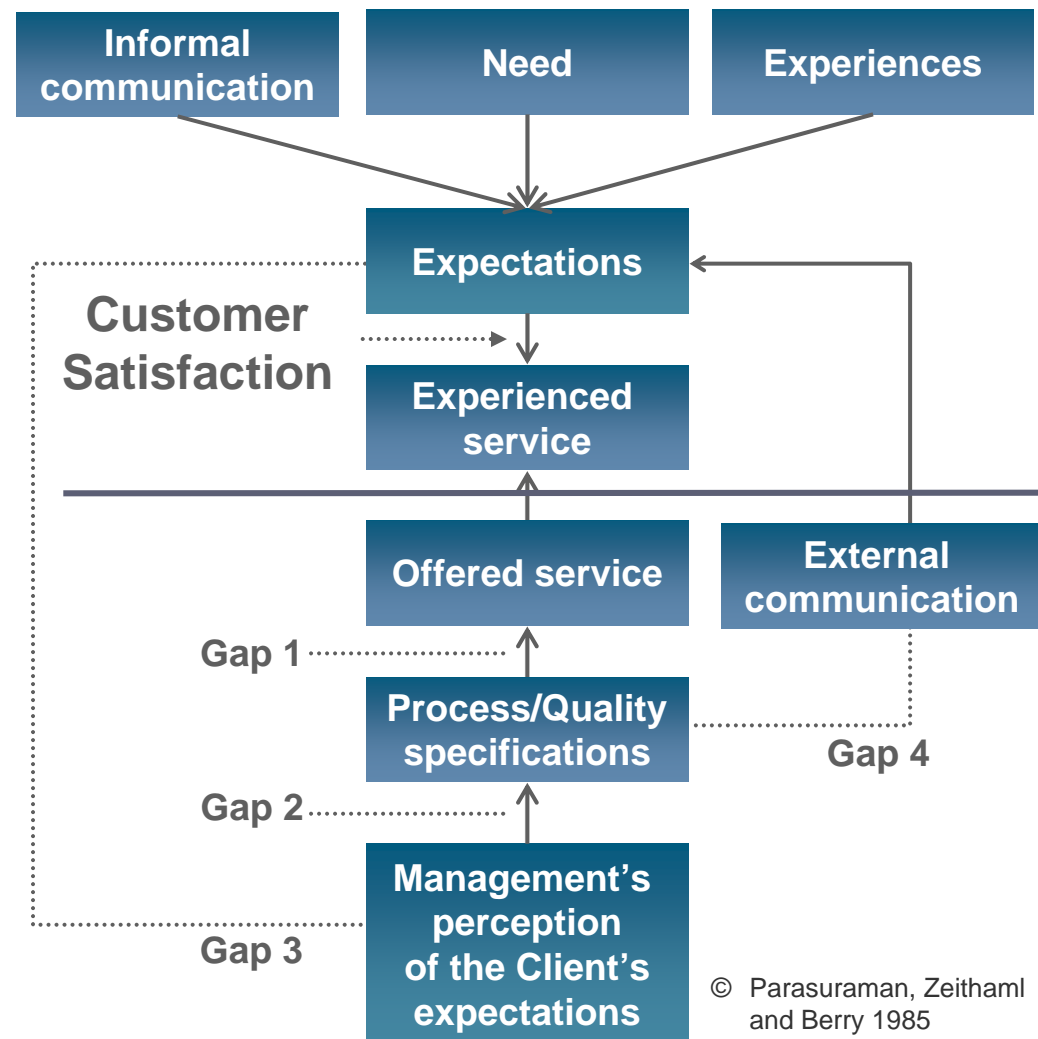 Informal
communication
Need
Experiences
Expectations
Customer
Satisfaction
Experienced
service
Offered service
External
communication
Gap 1
Process/Quality
specifications
Gap 4
Gap 2
Management’s
perception
of the Client’s
expectations
Gap 3
© Parasuraman, Zeithaml
and Berry 1985